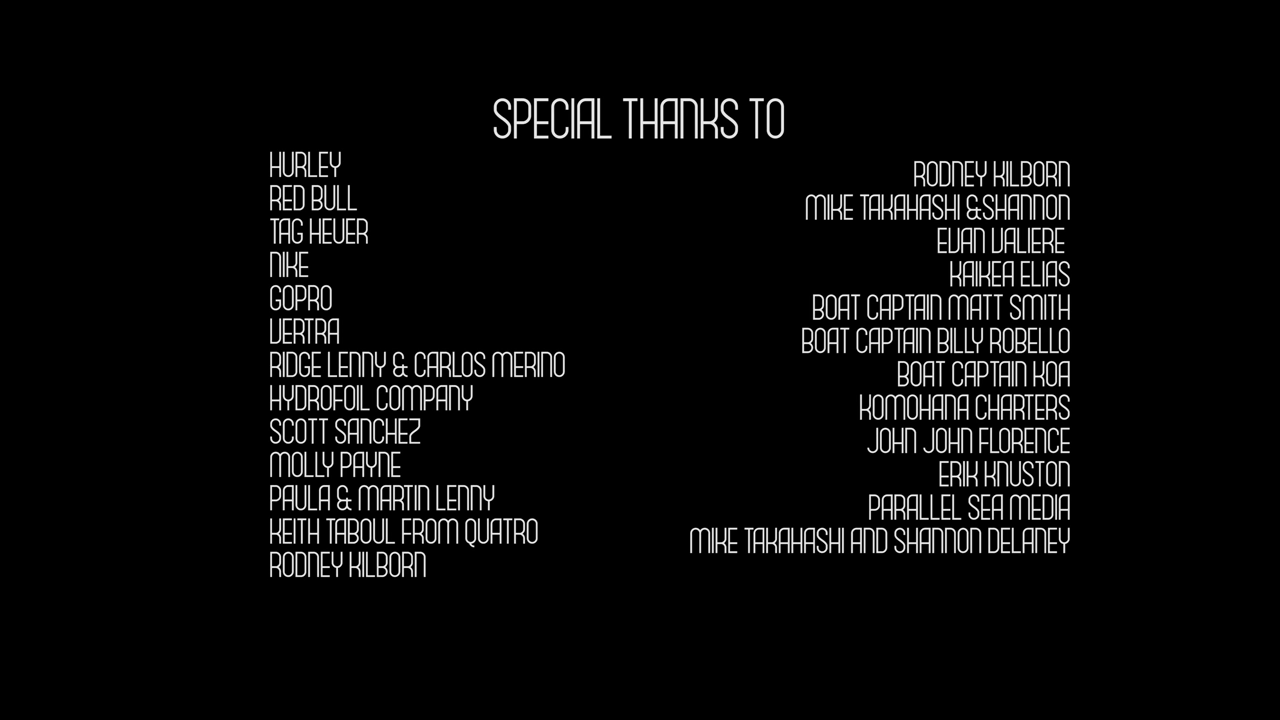 SPECIAL THANKS TO
HURLEY
RED BULL
TAG HEUER
NIKE
GOPRO
VERTRA
RIDGE LENNY & CARLOS MERINO
HYDROFOIL COMPANY
SCOTT SANCHEZ
MOLLY PAYNE
PAULA & MARTIN LENNY
KEITH TABOUL FROM QUATRO
RODNEY KILBORN
RODNEY KILBORN
MIKE TAKAHASHI &SHANNON
EVAN VALIERE
KAIKEA ELIAS
BOAT CAPTAIN MATT SMITH
BOAT CAPTAIN BILLY ROBELLO
BOAT CAPTAIN KOA
KOMOHANA CHARTERS
JOHN JOHN FLORENCE
ERIK KNUSTON
PARALLEL SEA MEDIA
MIKE TAKAHASHI AND SHANNON DELANEY